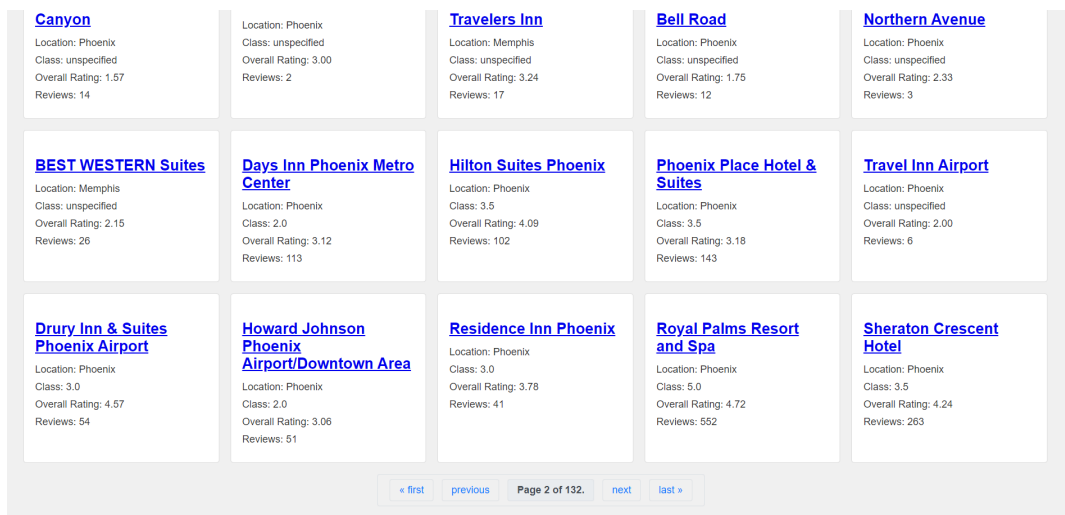 Canyon
Location: Phoenix
Class: unspecified
Overall Rating: 1.57
Reviews: 14
Location: Phoenix
Class: unspecified
Overall Rating: 3.00
Reviews: 2
Travelers Inn
Location: Memphis
Class: unspecified
Overall Rating: 3.24
Reviews: 17
Bell Road
Location: Phoenix
Class: unspecified
Overall Rating: 1.75
Reviews: 12
Northern Avenue
Location: Phoenix
Class: unspecified
Overall Rating: 2.33
Reviews: 3
BEST WESTERN Suites
Location: Memphis
Class: unspecified
Overall Rating: 2.15
Reviews: 26
Days Inn Phoenix Metro
Center
Location: Phoenix
Class: 2.0
Overall Rating: 3.12
Reviews: 113
Hilton Suites Phoenix
Location: Phoenix
Class: 3.5
Overall Rating: 4.09
Reviews: 102
Phoenix Place Hotel &
Suites
Location: Phoenix
Class: 3.5
Overall Rating: 3.18
Reviews: 143
Travel Inn Airport
Location: Phoenix
Class: unspecified
Overall Rating: 2.00
Reviews: 6
Drury Inn & Suites
Phoenix Airport
Location: Phoenix
Class: 3.0
Overall Rating: 4.57
Reviews: 54
Howard Johnson
Phoenix
Airport/Downtown Area
Location: Phoenix
Class: 2.0
Overall Rating: 3.06
Reviews: 51
Residence Inn Phoenix
Location: Phoenix
Class: 3.0
Overall Rating: 3.78
Reviews: 41
Royal Palms Resort
and Spa
Location: Phoenix
Class: 5.0
Overall Rating: 4.72
Reviews: 552
Sheraton Crescent
Hotel
Location: Phoenix
Class: 3.5
Overall Rating: 4.24
Reviews: 263
« first previous Page 2 of 132. next last »